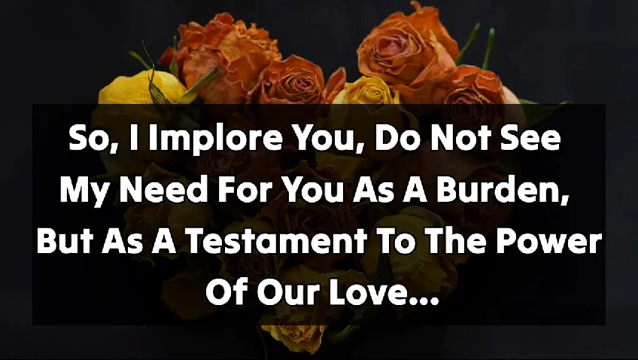 So, I Implore You, Do Not See
My Need For You As A Burden,
But As A Testament To The Power
Of Our Love...